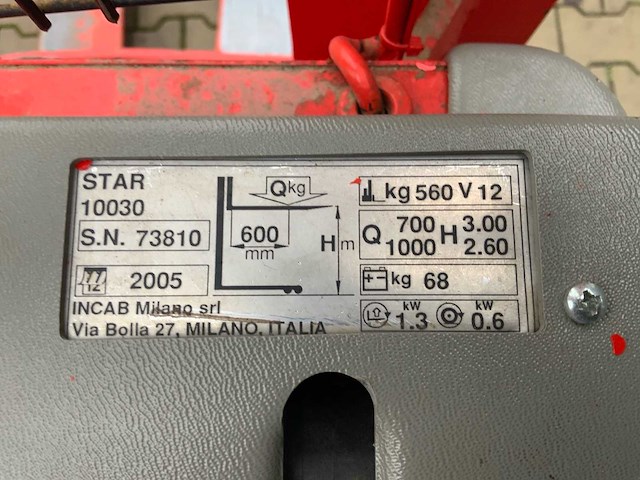 STAR
10030
S.N. 73810
2005
INCAB Milano srl
Via Bolla 27, MILANO, ITALIA
Qkg
600
mm
Hm
kg 560 V 12
Q 700 H 3.00
1000 2.60
kg 68
kW kW
1.3 0.6